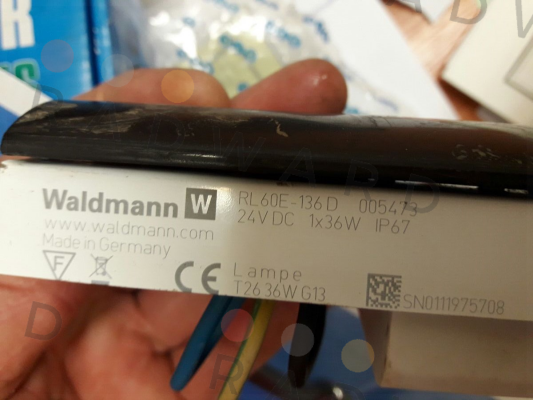 Waldmann W
RL60E-136 D 005473
24V DC 1x36W IP67
www.waldmann.com
Made in Germany
F
CE
Lampe
T26 36W G13
SN0111975708